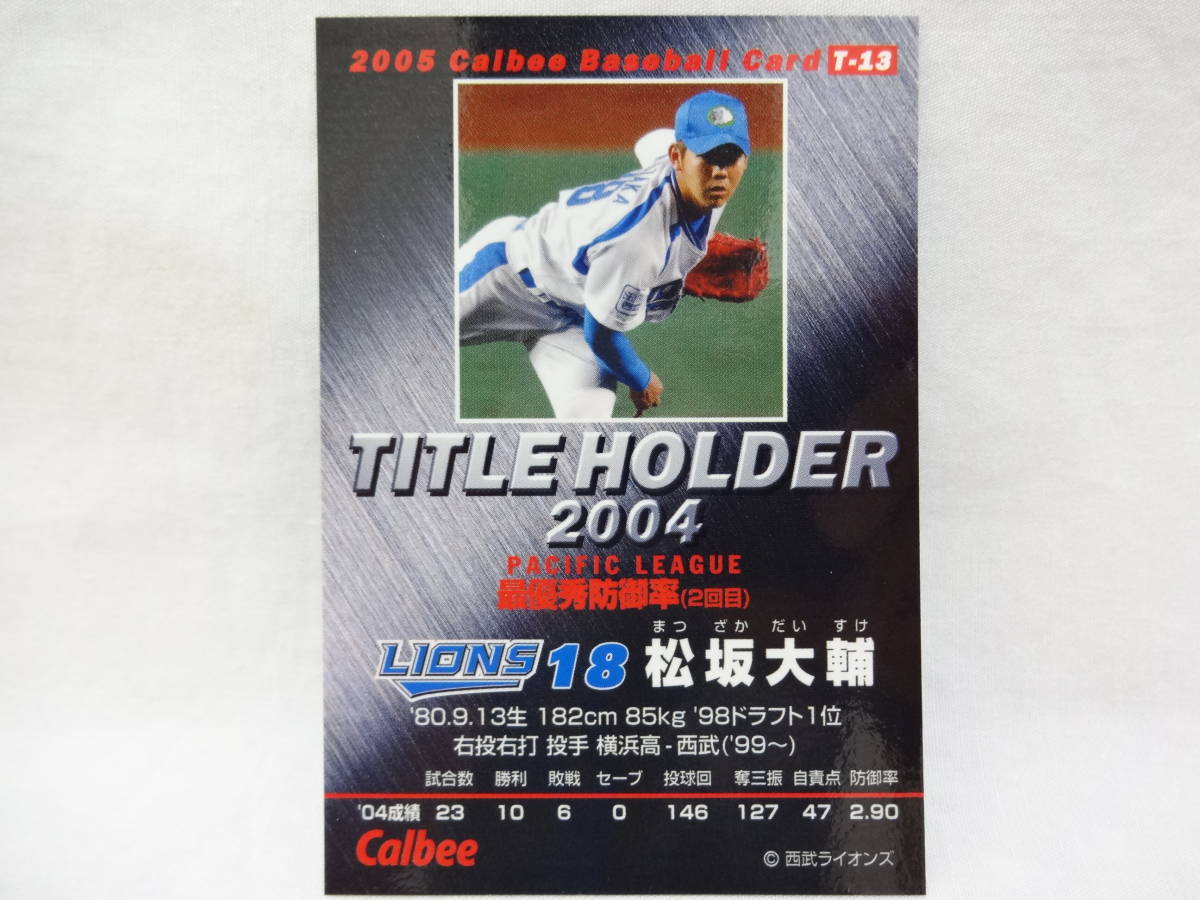 2005 Calbee Baseball Card T-13
18
TITLE HOLDER
2004
PACIFIC LEAGUE
最優秀防御率(2回目)
まつ ざか だい すけ
LIONS 18 松坂大輔
'80.9.13生 182cm 85kg '98ドラフト1位
右投右打 投手 横浜高-西武('99〜)
試合数 勝利 敗戦 セーブ 投球回 奪三振 自責点 防御率
'04成績 23 10 6 0 146 127 47 2.90
Calbee
© 西武ライオンズ